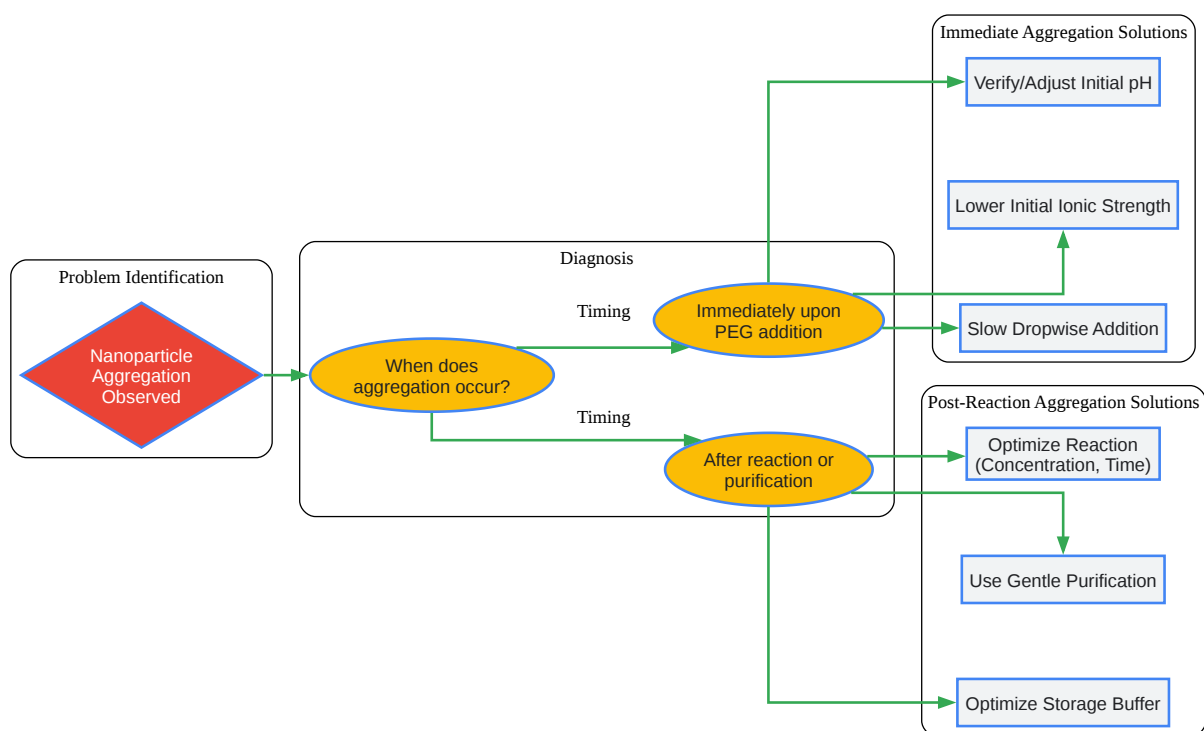 Problem Identification
Nanoparticle
Aggregation
Observed
Diagnosis
When does
aggregation occur?
Timing
Timing
Immediately upon
PEG addition
After reaction or
purification
Immediate Aggregation Solutions
Verify/Adjust Initial pH
Lower Initial Ionic Strength
Slow Dropwise Addition
Post-Reaction Aggregation Solutions
Optimize Reaction
(Concentration, Time)
Use Gentle Purification
Optimize Storage Buffer